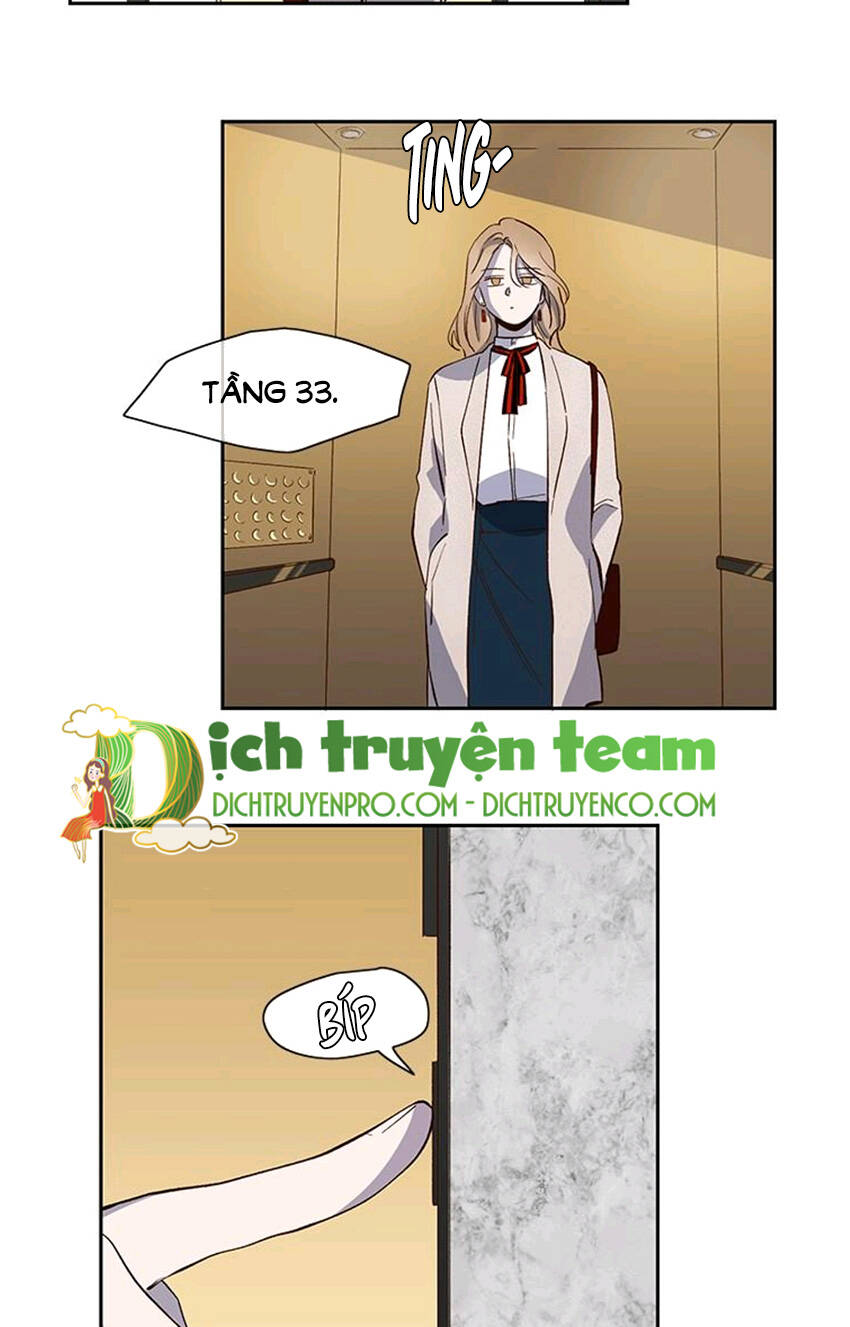 TING-
TẦNG 33.
Dịch truyện team
DICHTRUYENPRO.COM - DICHTRUYENCO.COM
BÍP